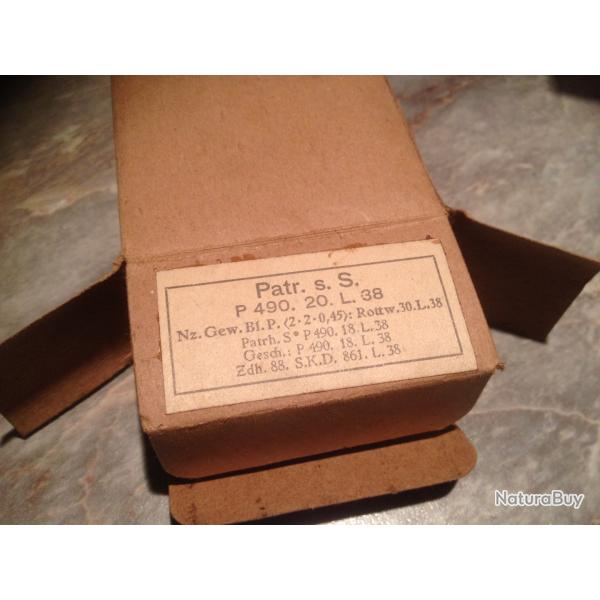 Patr. s. S.
P 490. 20. L. 38
Nz. Gew. Bl. P. (2·2·0,45): Rottw. 30. L. 38
Patrh. S* P 490. 18. L. 38
Gesch.: P 490. 18. L. 38
Zdh. 88. S.K.D. 861. L. 38
NaturaBuy